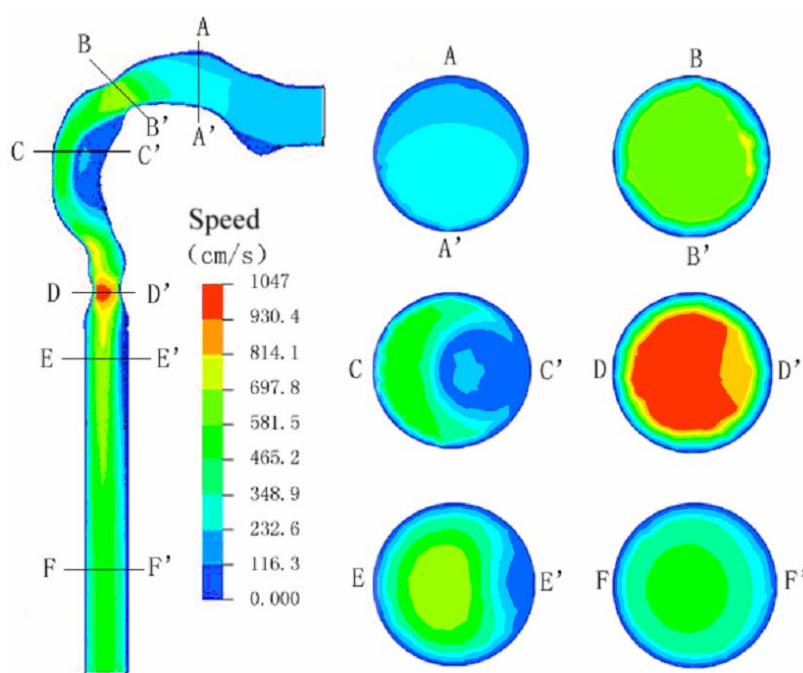 A
B
B'
A'
C
C'
Speed
(cm/s)
1047
930.4
814.1
697.8
581.5
465.2
348.9
232.6
116.3
0.000
D
D'
E
E'
F
F'
A
A'
B
B'
C
C'
D
D'
E
E'
F
F'